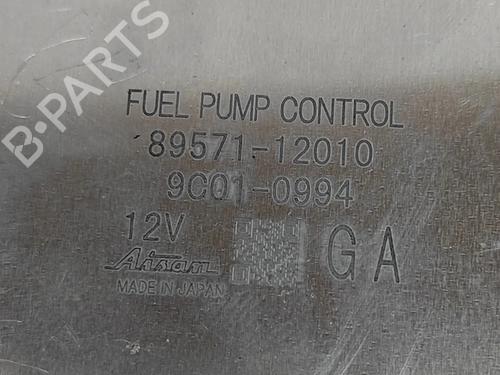 B-PARTS
FUEL PUMP CONTROL
89571-12010
9C01-0994
12V
Aisan
GA
MADE IN JAPAN